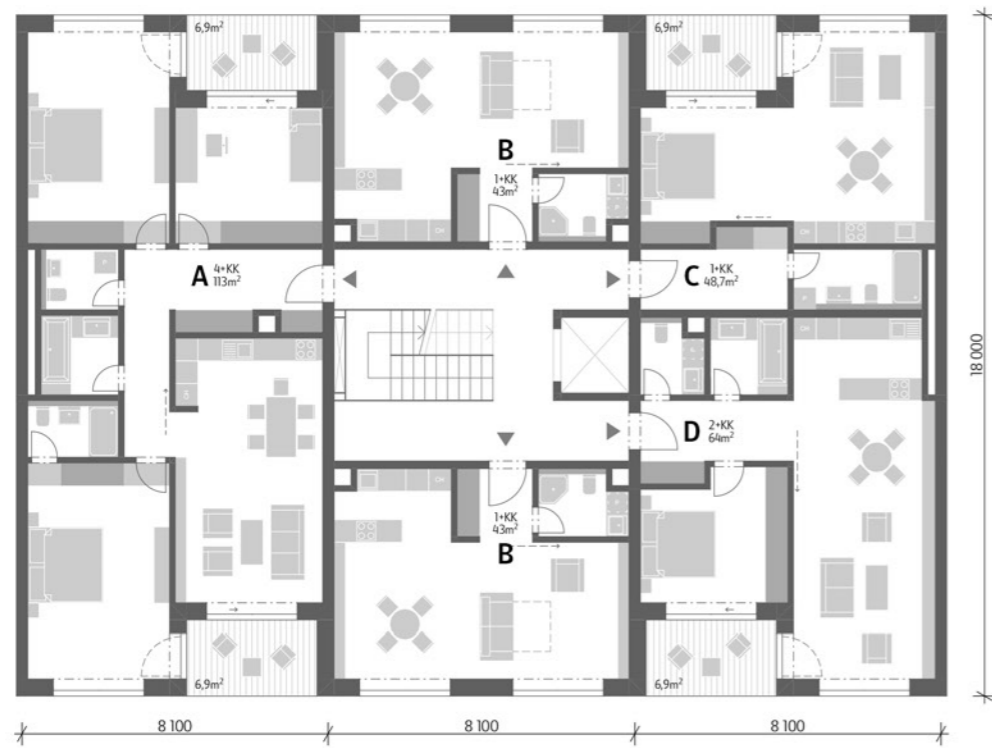 6,9m²
6,9m²
B
1+KK
43m²
A
4+KK
113m²
C
1+KK
48,7m²
18 000
D
2+KK
64m²
1+KK
43m²
B
6,9m²
6,9m²
8 100
8 100
8 100